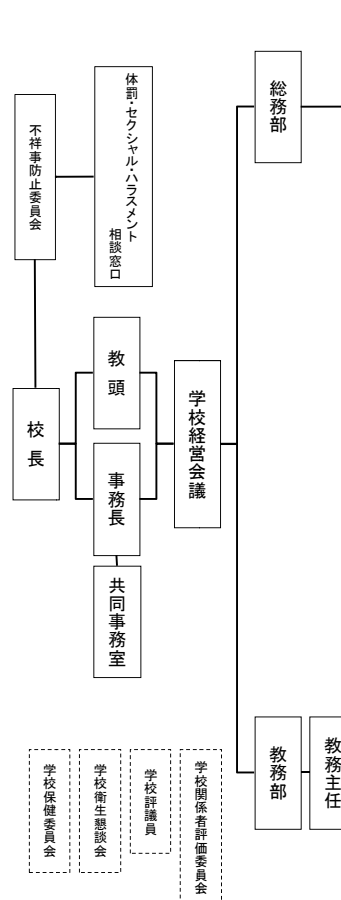 不祥事防止委員会
体罰・セクシャル・ハラスメント
相談窓口
総務部
校長
教頭
事務長
共同事務室
学校経営会議
教務部
教務主任
学校保健委員会
学校衛生懇談会
学校評議員
学校関係者評価委員会